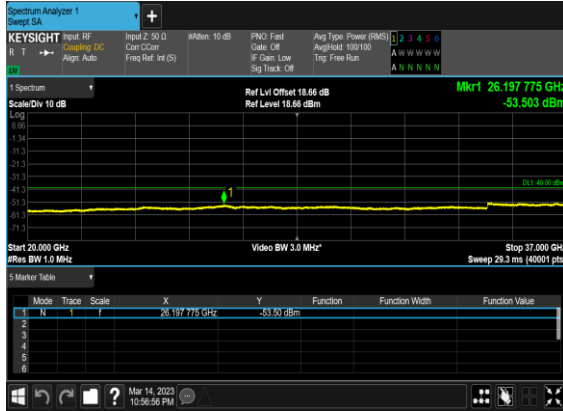 Spectrum Analyzer 1
Swept SA
+
KEYSIGHT Input: RF Input Z: 50 Ω #Atten: 10 dB PNO: Fast Avg Type: Power (RMS) 1 2 3 4 5 6
R T Coupling: DC Corr CCorr Gate: Off Avg|Hold: 100/100 A W W W W W
Align: Auto Freq Ref: Int (S) IF Gain: Low Trig: Free Run
LXI Sig Track: Off A N N N N N
1 Spectrum Ref Lvl Offset 18.66 dB Mkr1 26.197 775 GHz
Scale/Div 10 dB Ref Level 18.66 dBm -53.503 dBm
Log
8.66
-1.34
-11.3
-21.3
-31.3
DL1 -40.00 dBm
-41.3
1
-51.3
-61.3
-71.3
Start 20.000 GHz Video BW 3.0 MHz* Stop 37.000 GHz
#Res BW 1.0 MHz Sweep 29.3 ms (40001 pts)
5 Marker Table
Mode Trace Scale X Y Function Function Width Function Value
1 N 1 f 26.197 775 GHz -53.50 dBm
2
3
4
5
6
? Mar 14, 2023
10:56:56 PM